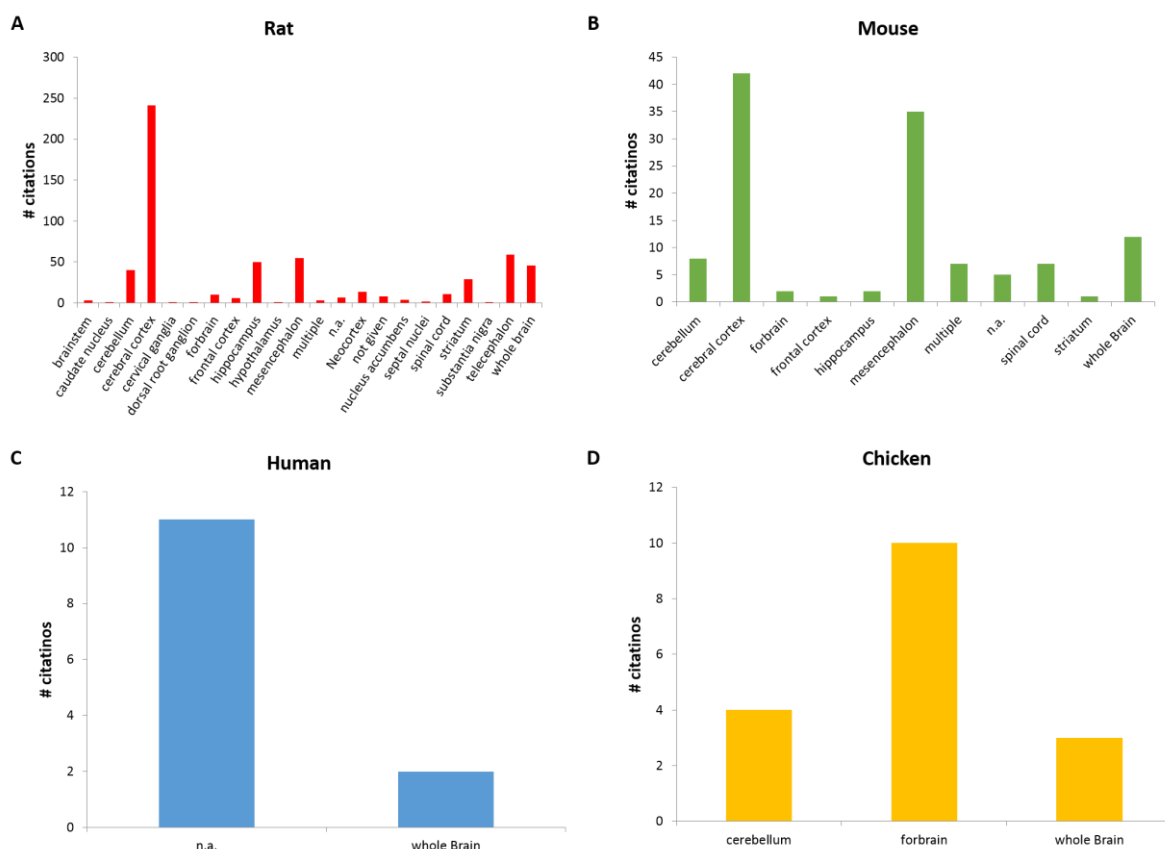 A
Rat
# citations
300
250
200
150
100
50
0
brainstem
caudate nucleus
cerebellum
cerebral cortex
cervical ganglia
dorsal root ganglion
forbrain
frontal cortex
hippocampus
hypothalamus
mesencephalon
multiple
n.a.
Neocortex
not given
nucleus accumbens
septal nuclei
spinal cord
striatum
substantia nigra
telecephalon
whole brain
B
Mouse
# citatinos
45
40
35
30
25
20
15
10
5
0
cerebellum
cerebral cortex
forbrain
frontal cortex
hippocampus
mesencephalon
multiple
n.a.
spinal cord
striatum
whole Brain
C
Human
# citatinos
12
10
8
6
4
2
0
n.a.
whole Brain
D
Chicken
# citatinos
12
10
8
6
4
2
0
cerebellum
forbrain
whole Brain